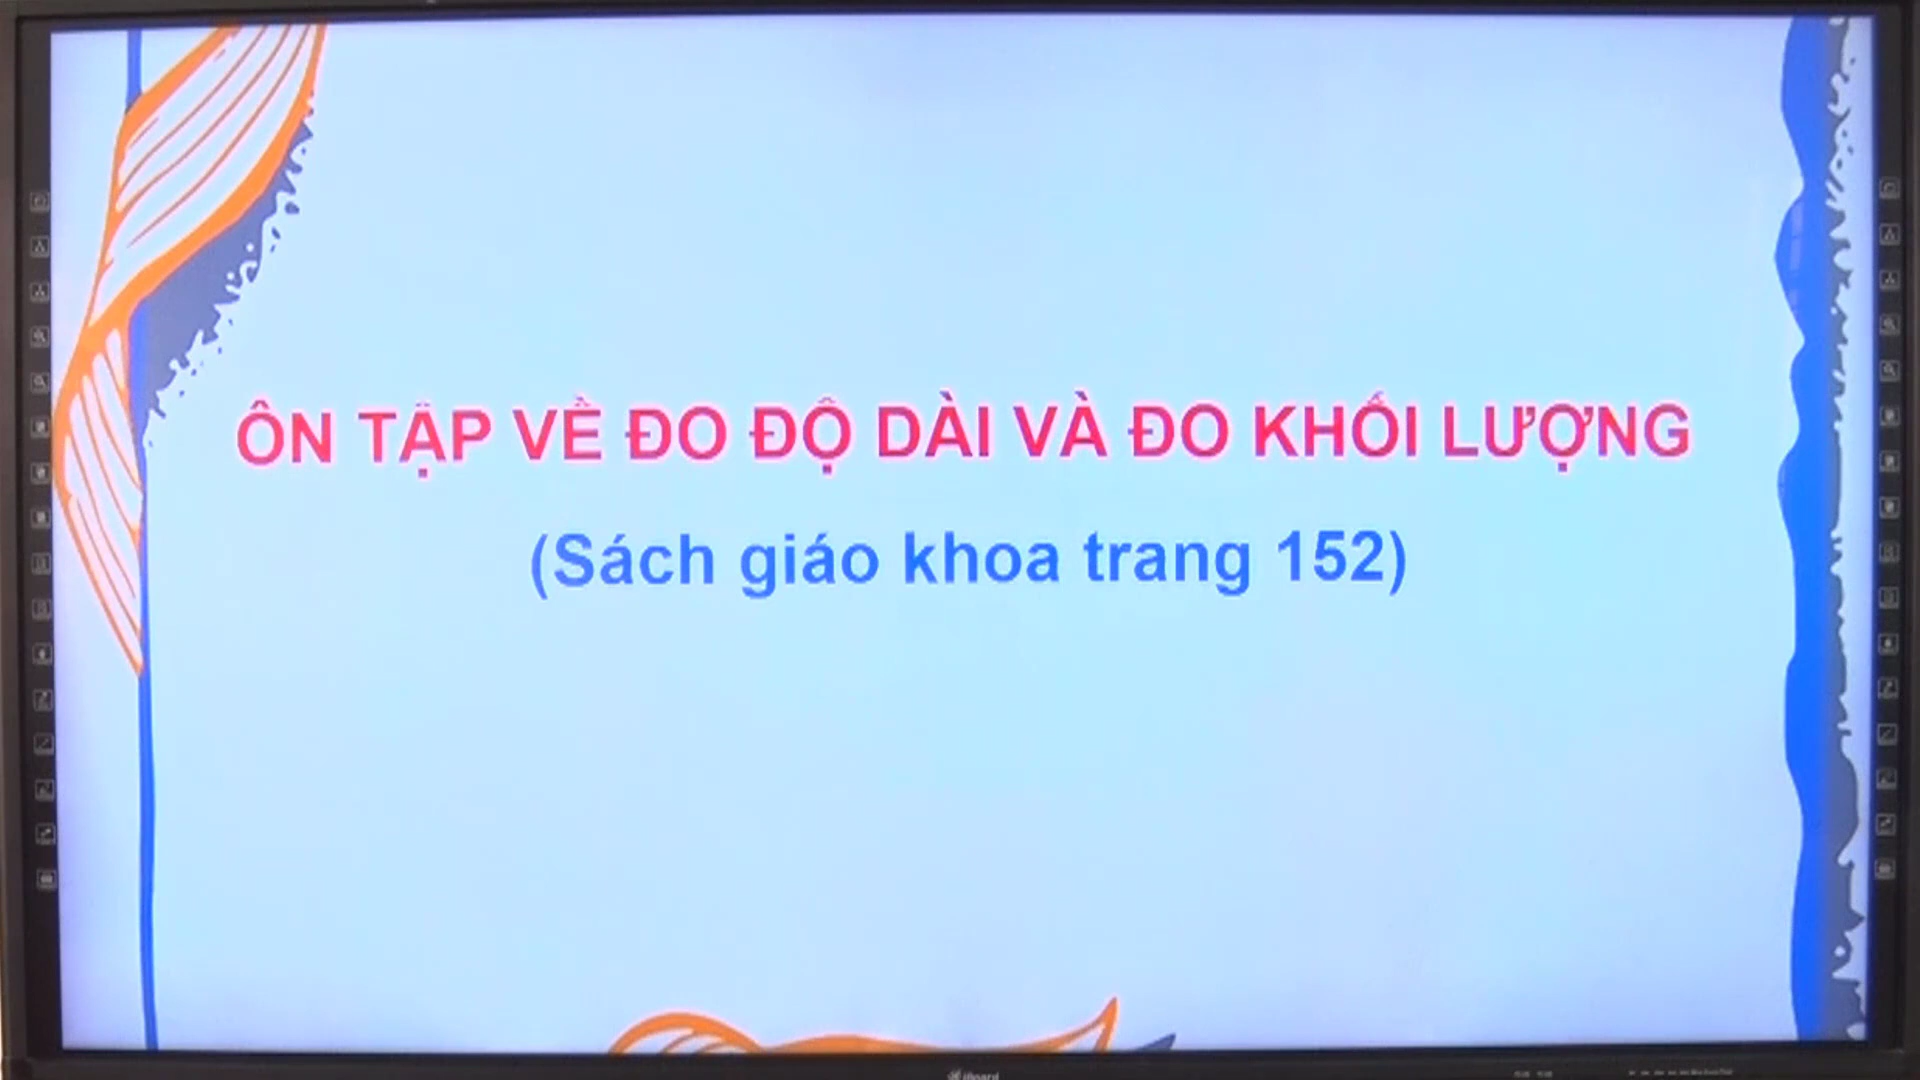 ÔN TẬP VỀ ĐO ĐỘ DÀI VÀ ĐO KHỐI LƯỢNG
(Sách giáo khoa trang 152)